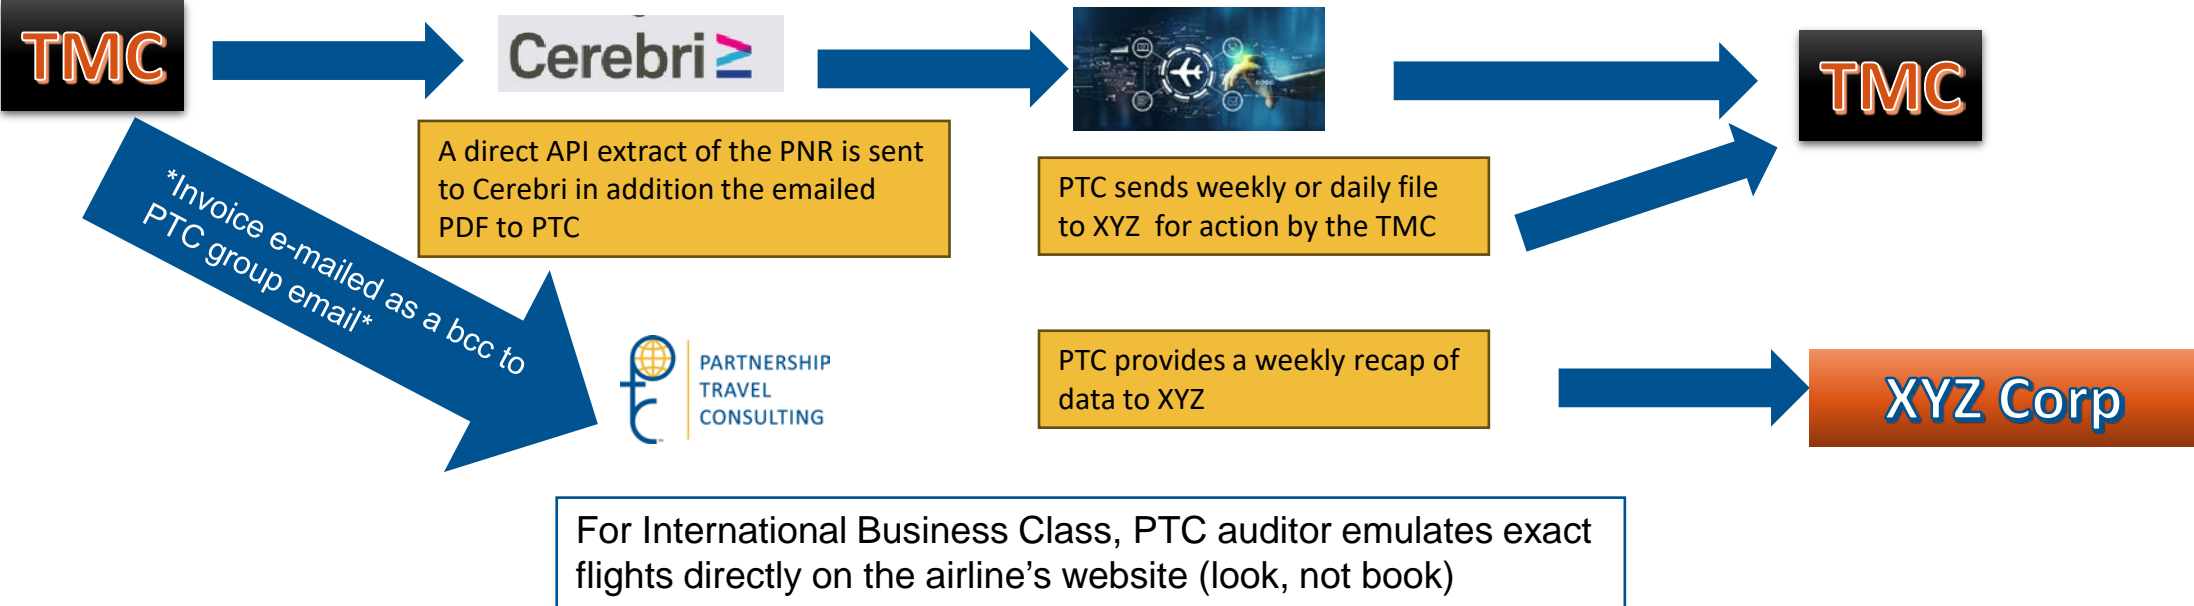 TMC
Cerebri
TMC
A direct API extract of the PNR is sent
to Cerebri in addition the emailed
PDF to PTC
PTC sends weekly or daily file
to XYZ  for action by the TMC
*Invoice e-mailed as a bcc to
PTC group email*
PARTNERSHIP
TRAVEL
CONSULTING
PTC provides a weekly recap of
data to XYZ
XYZ Corp
For International Business Class, PTC auditor emulates exact
flights directly on the airline’s website (look, not book)